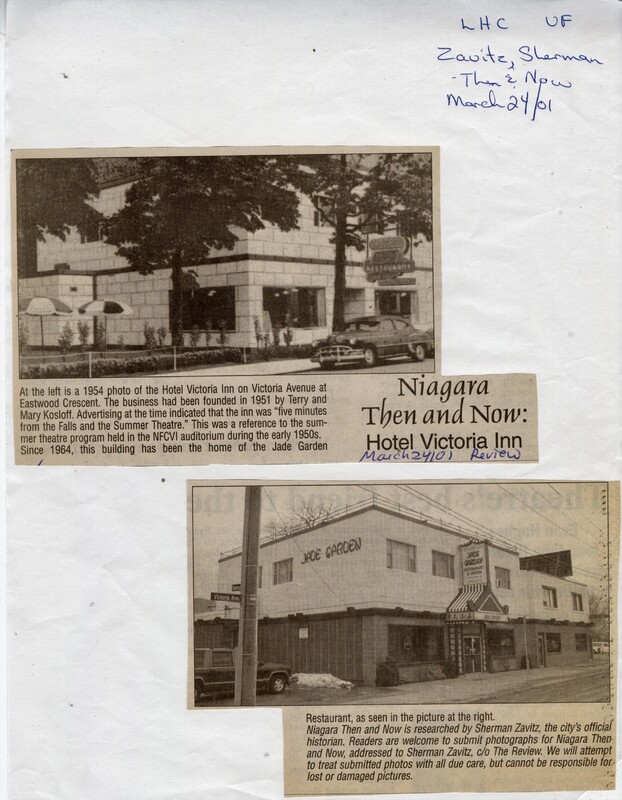 LHC VF
Zavitz, Sherman
- Then & Now
March 24/01
RESTAURANT
At the left is a 1954 photo of the Hotel Victoria Inn on Victoria Avenue at
Eastwood Crescent. The business had been founded in 1951 by Terry and
Mary Kosloff. Advertising at the time indicated that the inn was "five minutes
from the Falls and the Summer Theatre." This was a reference to the sum-
mer theatre program held in the NFCVI auditorium during the early 1950s.
Since 1964, this building has been the home of the Jade Garden
Niagara
Then and Now:
Hotel Victoria Inn
March 24/01 Review
JADE GARDEN
JADE
GARDEN
Victoria Ave
Restaurant, as seen in the picture at the right.
Niagara Then and Now is researched by Sherman Zavitz, the city's official
historian. Readers are welcome to submit photographs for Niagara Then
and Now, addressed to Sherman Zavitz, c/o The Review. We will attempt
to treat submitted photos with all due care, but cannot be responsible for
lost or damaged pictures.